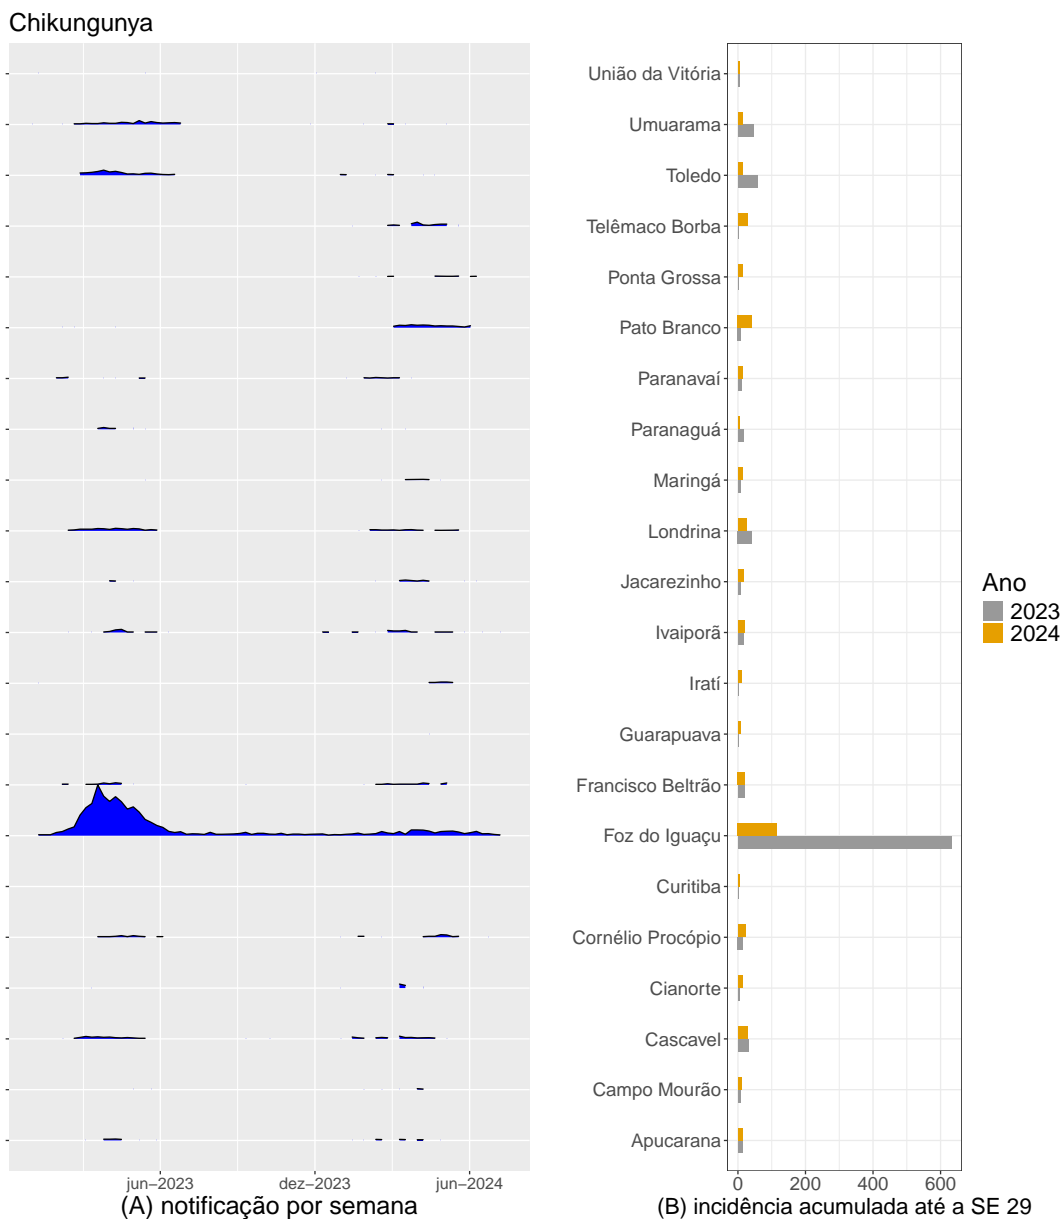 Chikungunya
União da Vitória
Umuarama
Toledo
Telêmaco Borba
Ponta Grossa
Pato Branco
Paranavaí
Paranaguá
Maringá
Londrina
Jacarezinho
Ivaiporã
Iratí
Guarapuava
Francisco Beltrão
Foz do Iguaçu
Curitiba
Cornélio Procópio
Cianorte
Cascavel
Campo Mourão
Apucarana
Ano
2023
2024
jun–2023 dez–2023 jun–2024
0 200 400 600
(A) notificação por semana
(B) incidência acumulada até a SE 29